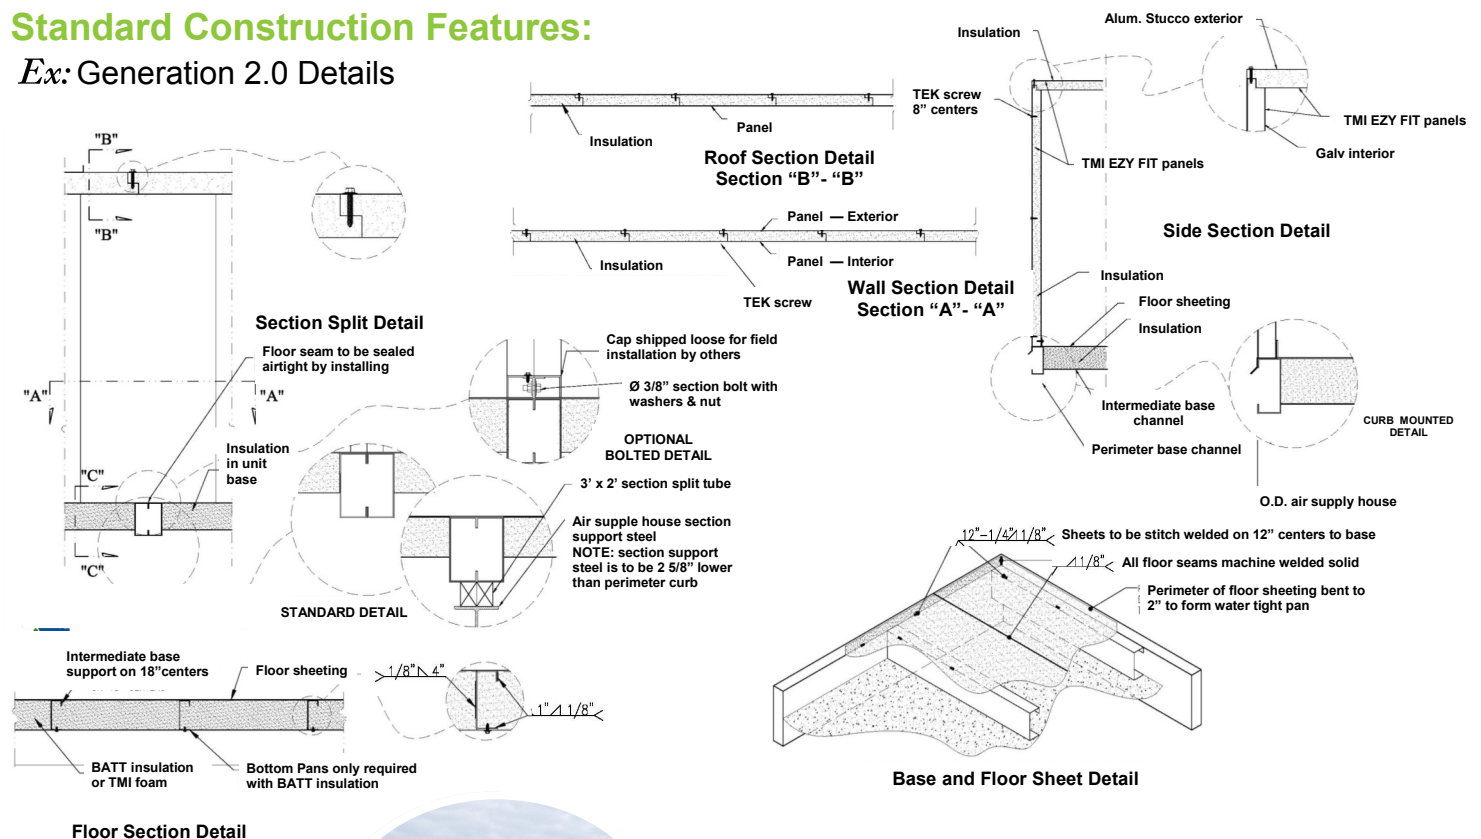 Standard Construction Features:
Ex: Generation 2.0 Details
"B"
"B"
Section Split Detail
Floor seam to be sealed
airtight by installing
"A"
"A"
Insulation
in unit
base
"C"
"C"
Insulation
Panel
Roof Section Detail
Section “B”- “B”
Panel — Exterior
Insulation
Panel — Interior
TEK screw
Wall Section Detail
Section “A”- “A”
Cap shipped loose for field
installation by others
Ø 3/8” section bolt with
washers & nut
OPTIONAL
BOLTED DETAIL
3’ x 2’ section split tube
Air supple house section
support steel
NOTE: section support
steel is to be 2 5/8” lower
than perimeter curb
STANDARD DETAIL
Insulation
Alum. Stucco exterior
TEK screw
8” centers
TMI EZY FIT panels
TMI EZY FIT panels
Galv interior
Side Section Detail
Insulation
Floor sheeting
Insulation
Intermediate base
channel
Perimeter base channel
CURB MOUNTED
DETAIL
O.D. air supply house
12"-1/4" 1/8"
Sheets to be stitch welded on 12” centers to base
1/8"
All floor seams machine welded solid
Perimeter of floor sheeting bent to
2” to form water tight pan
Base and Floor Sheet Detail
Intermediate base
support on 18”centers
Floor sheeting
1/8" 4"
1" 1/8"
BATT insulation
or TMI foam
Bottom Pans only required
with BATT insulation
Floor Section Detail